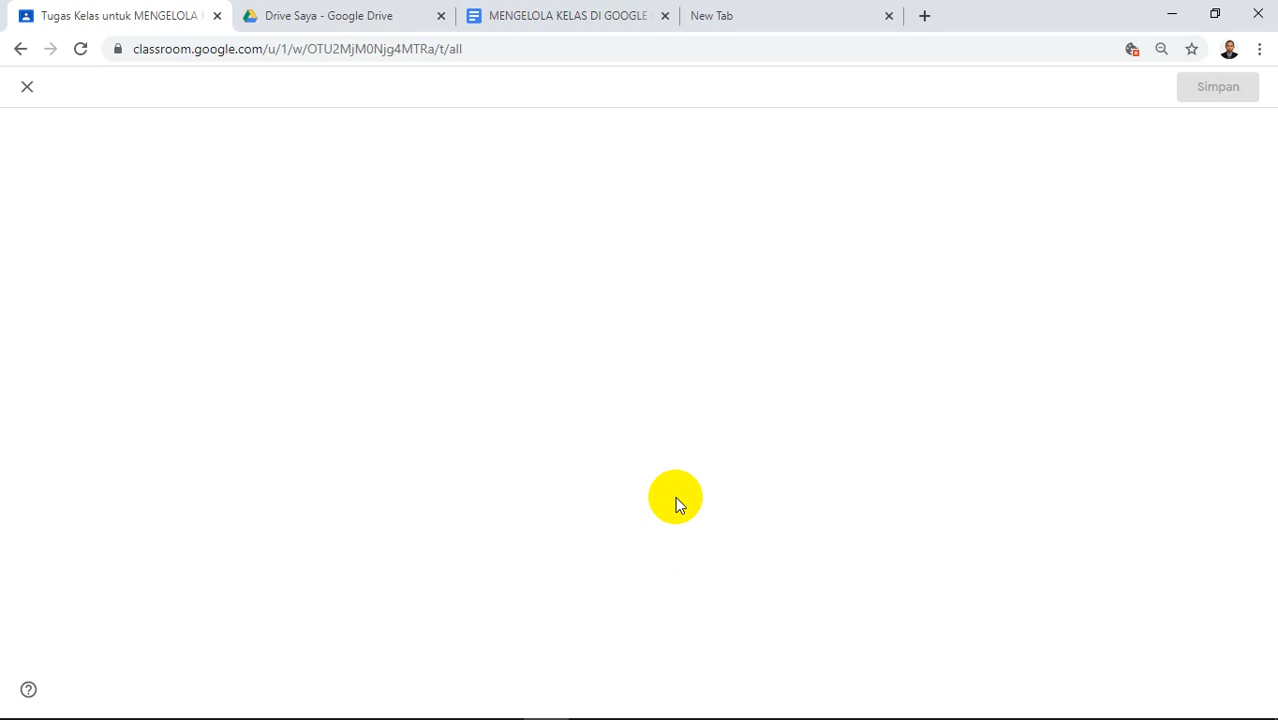 Tugas Kelas untuk MENGELOLA
Drive Saya - Google Drive
MENGELOLA KELAS DI GOOGLE
New Tab
classroom.google.com/u/1/w/OTU2MjM0Njg4MTRa/t/all
Simpan